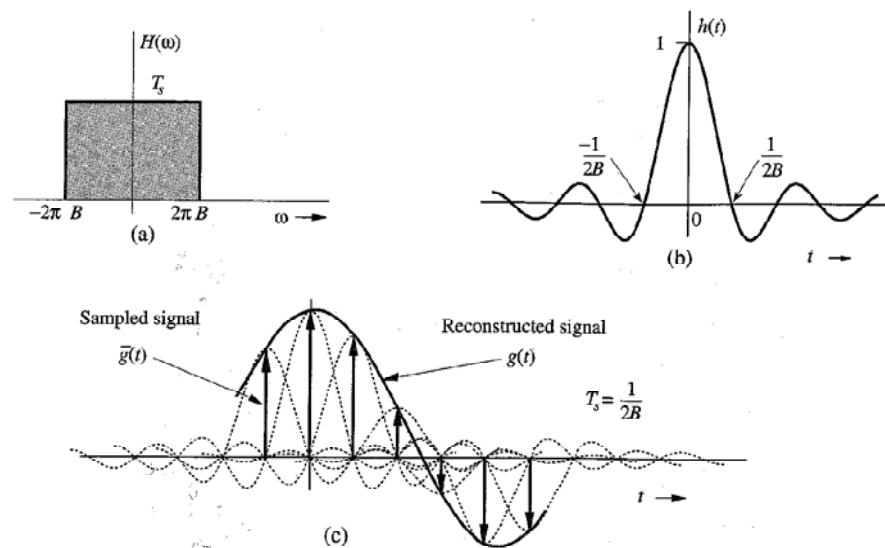 H(ω)
T_s
−2π B
2π B
ω →
(a)
h(t)
1
−1/2B
1/2B
0
(b)
t →
Sampled signal
g̅(t)
Reconstructed signal
g(t)
T_s = 1/2B
t →
(c)